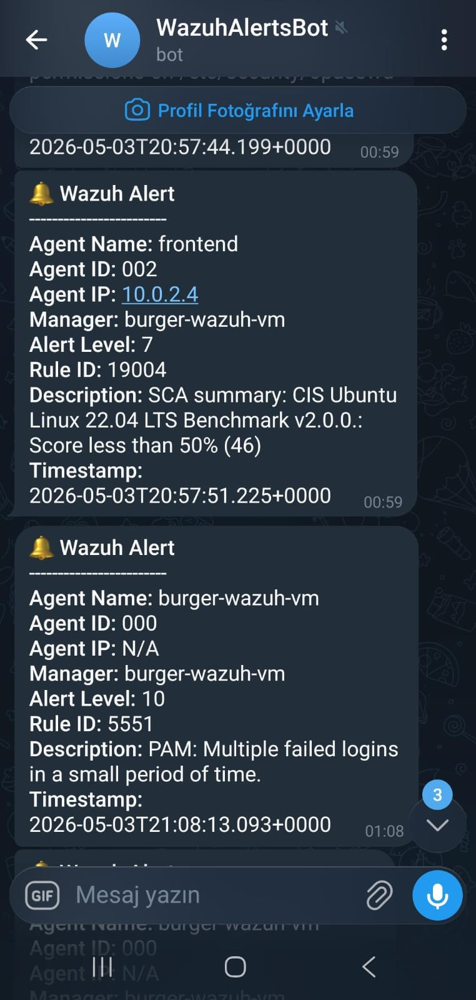 W
WazuhAlertsBot
bot
Profil Fotoğrafını Ayarla
2026-05-03T20:57:44.199+0000 00:59
Wazuh Alert
------------------------
Agent Name: frontend
Agent ID: 002
Agent IP: 10.0.2.4
Manager: burger-wazuh-vm
Alert Level: 7
Rule ID: 19004
Description: SCA summary: CIS Ubuntu
Linux 22.04 LTS Benchmark v2.0.0.:
Score less than 50% (46)
Timestamp:
2026-05-03T20:57:51.225+0000 00:59
Wazuh Alert
------------------------
Agent Name: burger-wazuh-vm
Agent ID: 000
Agent IP: N/A
Manager: burger-wazuh-vm
Alert Level: 10
Rule ID: 5551
Description: PAM: Multiple failed logins
in a small period of time.
Timestamp:
2026-05-03T21:08:13.093+0000 01:08
3
GIF Mesaj yazın
Agent Name: burger-wazuh-vm
Agent ID: 000
Agent IP: N/A
Manager: burger-wazuh-vm